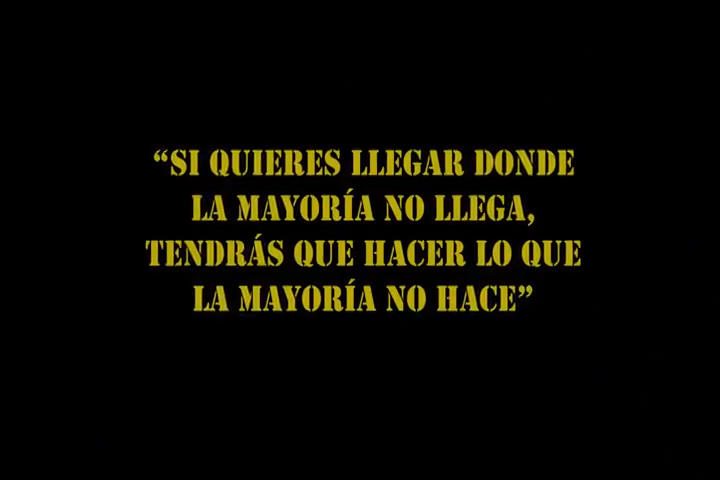 “SI QUIERES LLEGAR DONDE
LA MAYORÍA NO LLEGA,
TENDRÁS QUE HACER LO QUE
LA MAYORÍA NO HACE”